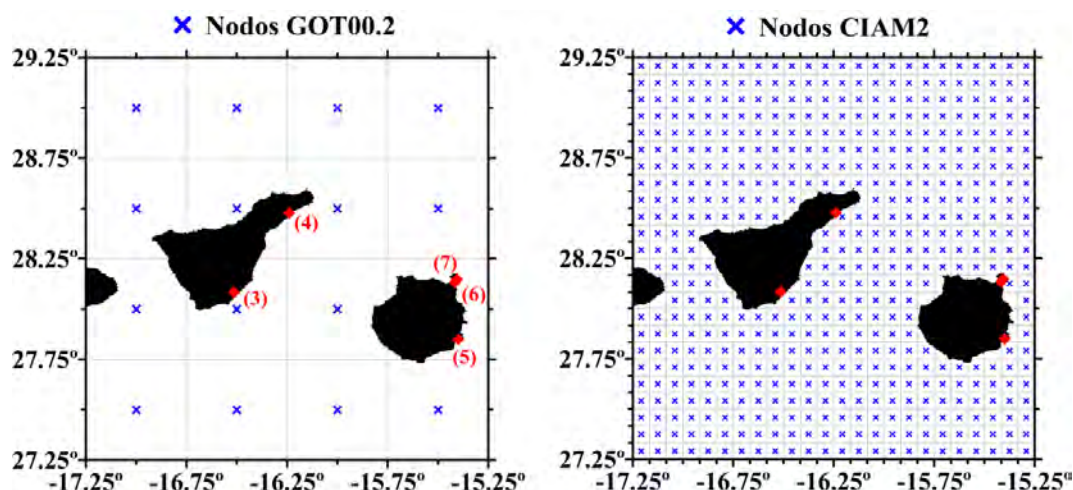 × Nodos GOT00.2
29.25º
28.75º
28.25º
27.75º
27.25º
-17.25º -16.75º -16.25º -15.75º -15.25º
(4)
(3)
(7)
(6)
(5)
× Nodos CIAM2
29.25º
28.75º
28.25º
27.75º
27.25º
-17.25º -16.75º -16.25º -15.75º -15.25º